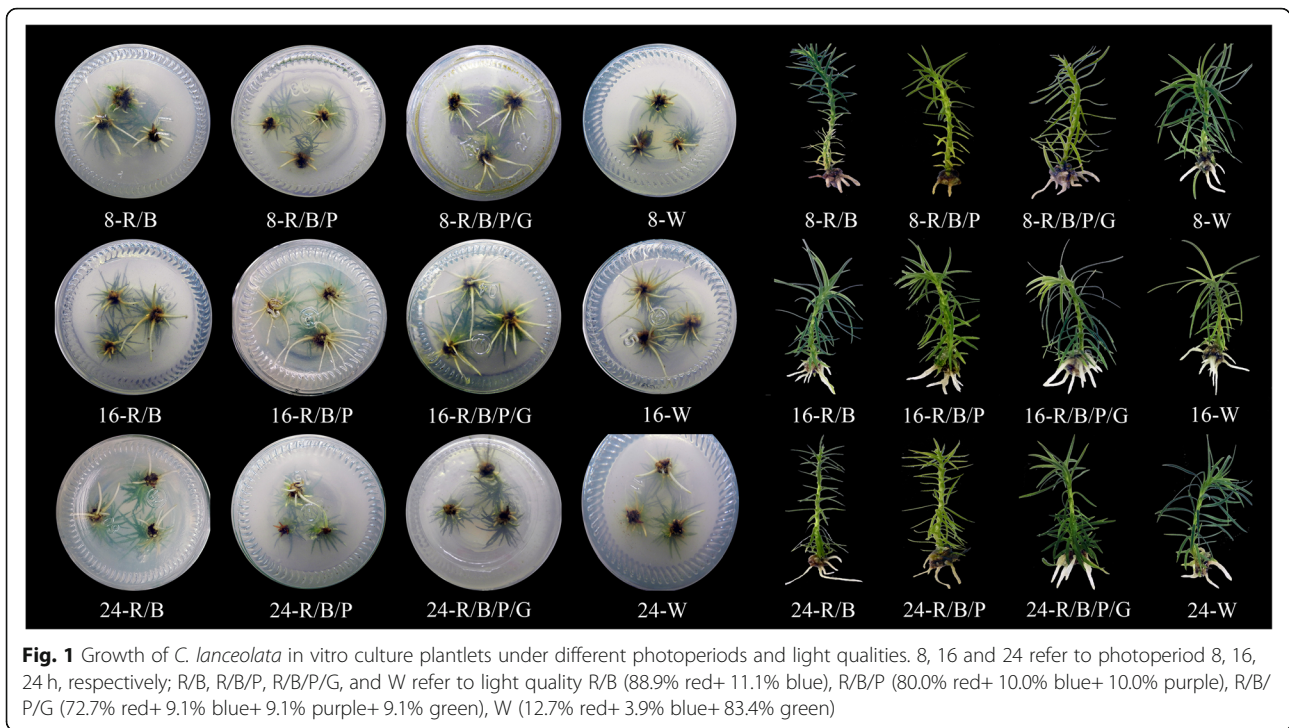 8-R/B 8-R/B/P 8-R/B/P/G 8-W 8-R/B 8-R/B/P 8-R/B/P/G 8-W
16-R/B 16-R/B/P 16-R/B/P/G 16-W 16-R/B 16-R/B/P 16-R/B/P/G 16-W
24-R/B 24-R/B/P 24-R/B/P/G 24-W 24-R/B 24-R/B/P 24-R/B/P/G 24-W
Fig. 1 Growth of C. lanceolata in vitro culture plantlets under different photoperiods and light qualities. 8, 16 and 24 refer to photoperiod 8, 16,
24 h, respectively; R/B, R/B/P, R/B/P/G, and W refer to light quality R/B (88.9% red+ 11.1% blue), R/B/P (80.0% red+ 10.0% blue+ 10.0% purple), R/B/
P/G (72.7% red+ 9.1% blue+ 9.1% purple+ 9.1% green), W (12.7% red+ 3.9% blue+ 83.4% green)